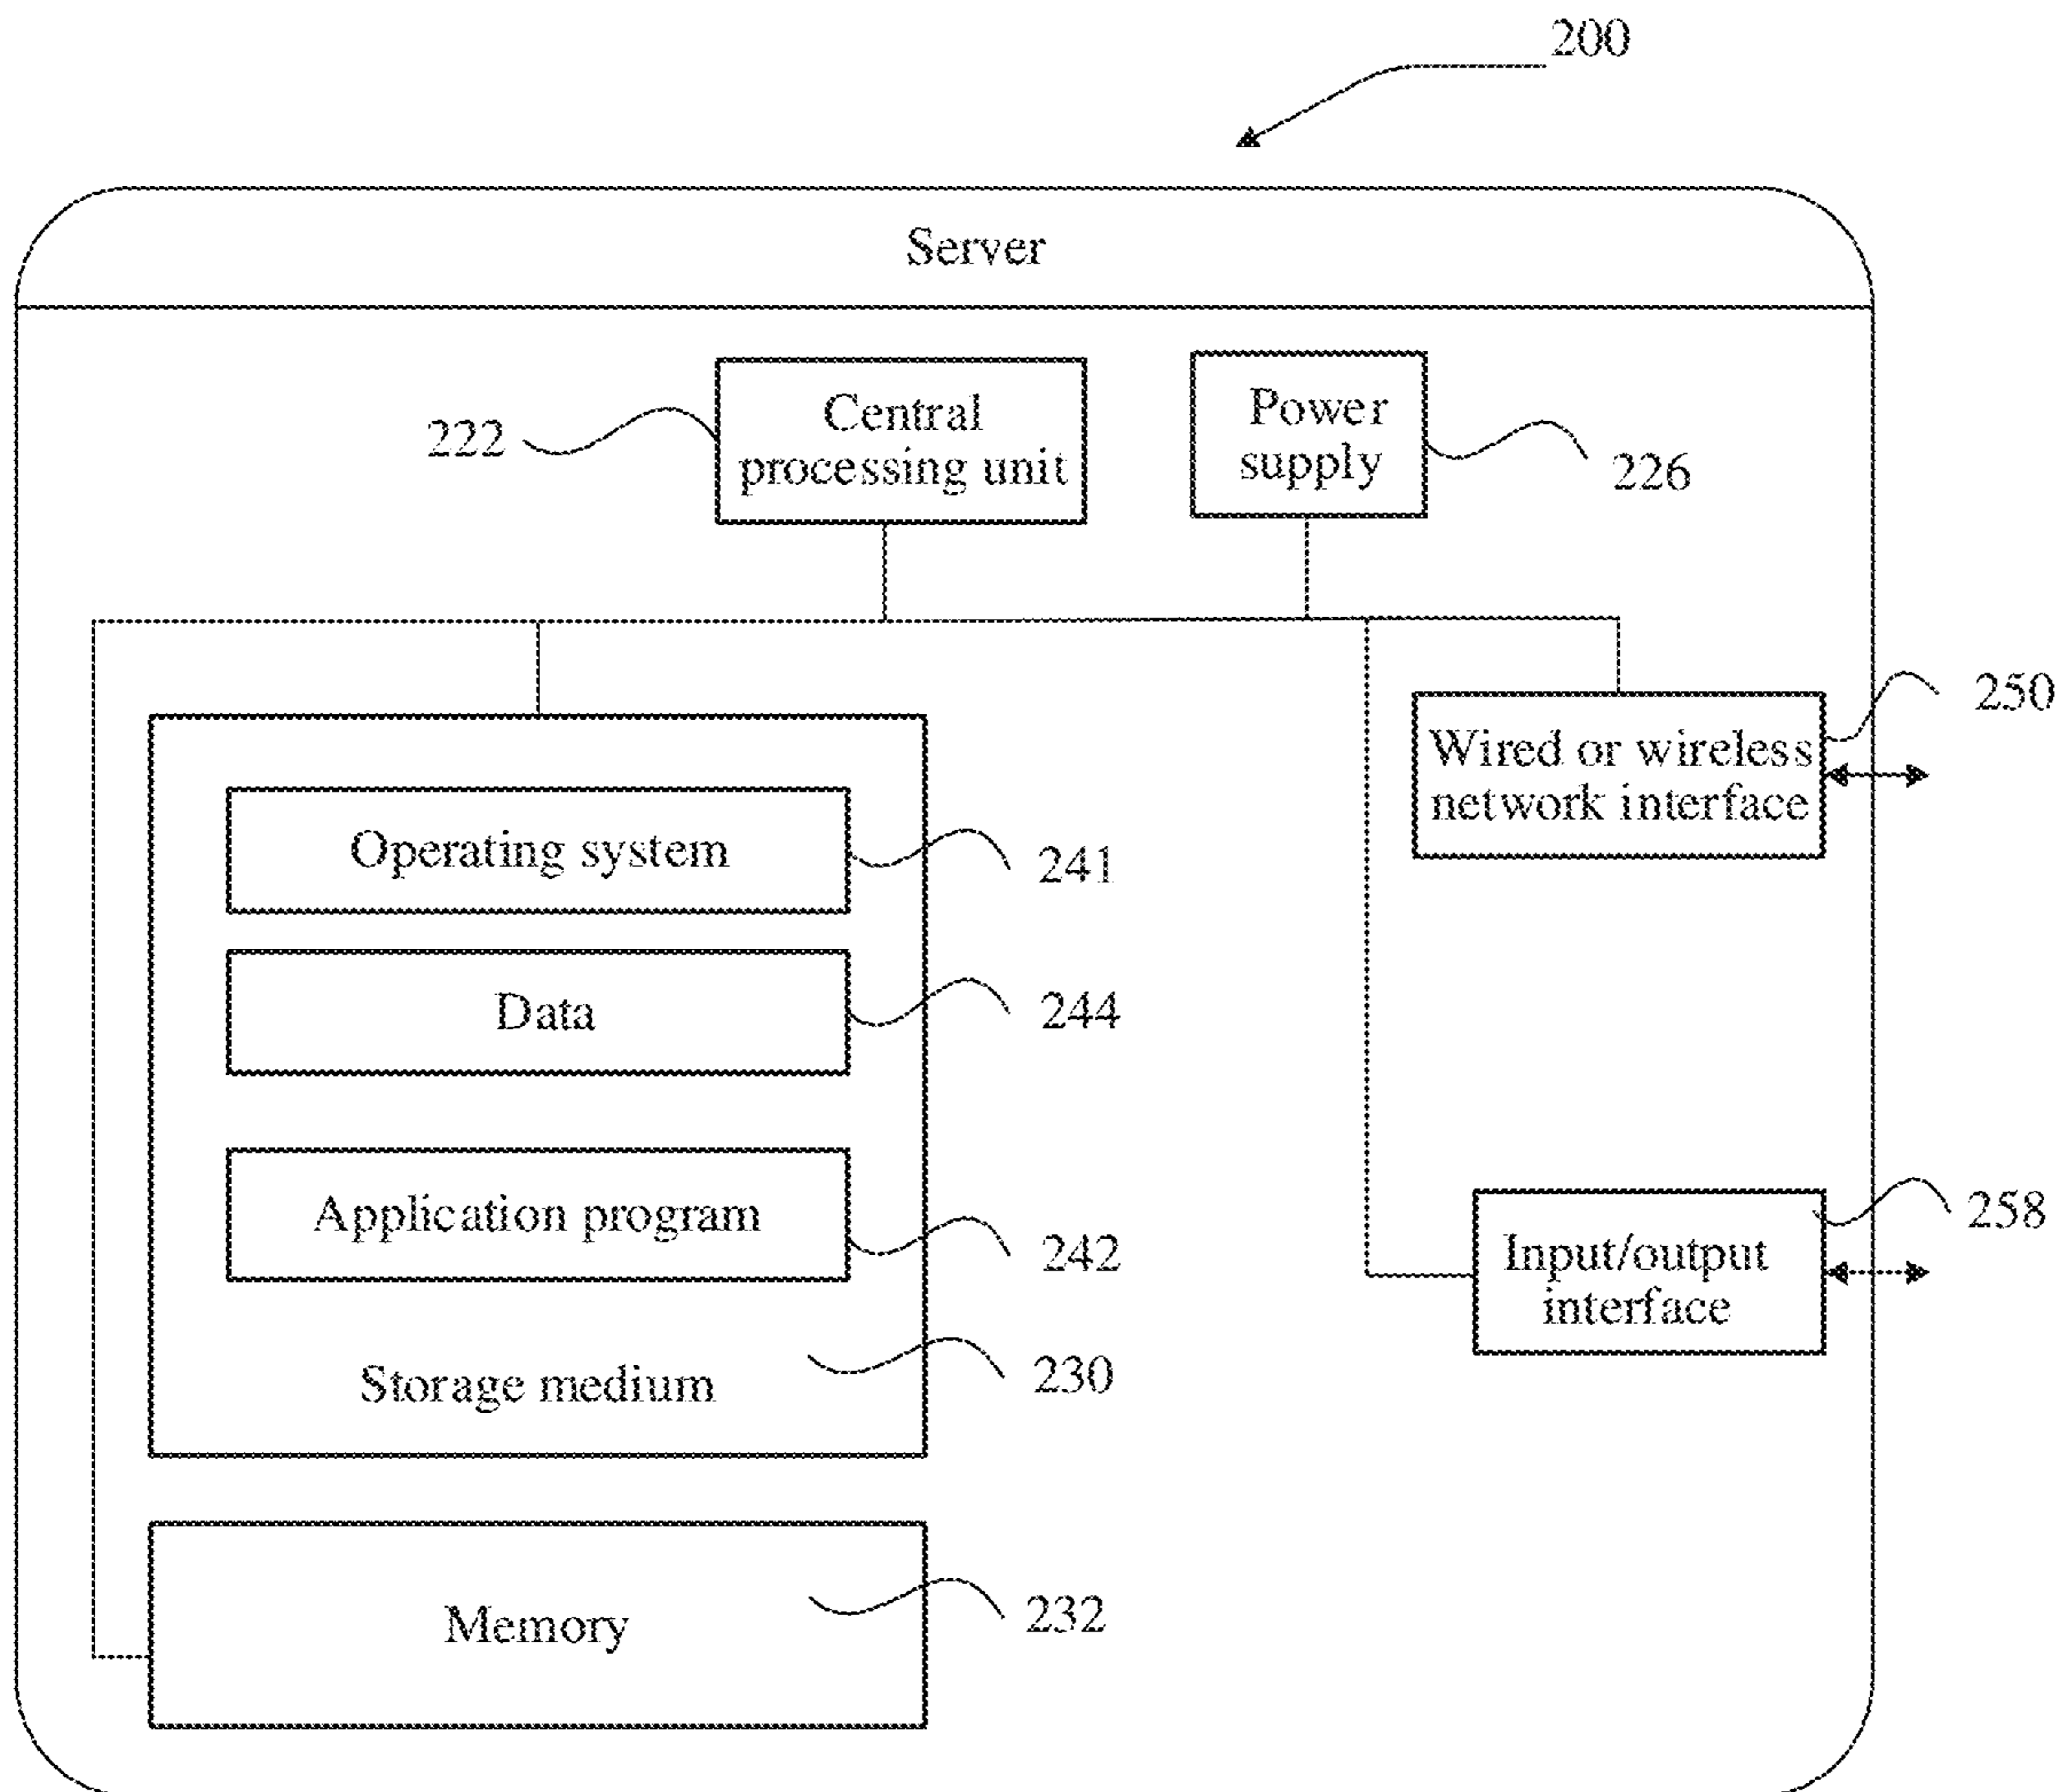 200
Server
222
Central
processing unit
Power
supply
226
250
Wired or wireless
network interface
Operating system
241
Data
244
Application program
242
258
Input/output
interface
Storage medium
230
Memory
232